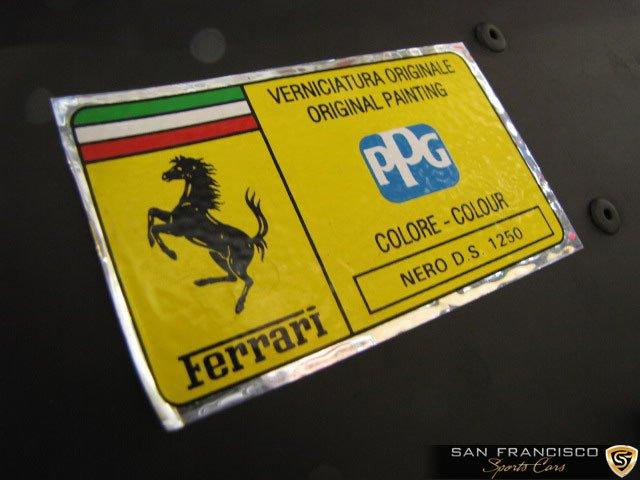 VERNICIATURA ORIGINALE
ORIGINAL PAINTING
PPG
COLORE - COLOUR
NERO D.S. 1250
Ferrari
SAN FRANCISCO
Sports Cars